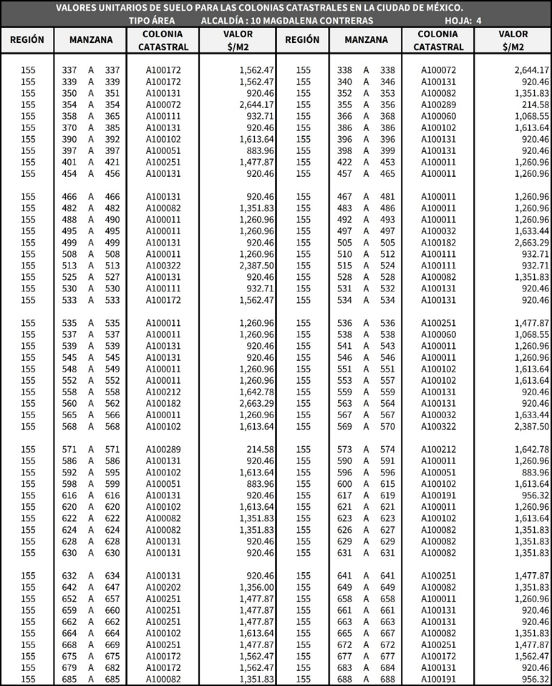 VALORES UNITARIOS DE SUELO PARA LAS COLONIAS CATASTRALES EN LA CIUDAD DE MÉXICO.
TIPO ÁREA ALCALDÍA : 10 MAGDALENA CONTRERAS HOJA: 4
REGIÓN MANZANA COLONIA CATASTRAL VALOR $/M2 REGIÓN MANZANA COLONIA CATASTRAL VALOR $/M2
155 337 A 337 A100172 1,562.47 155 338 A 338 A100072 2,644.17
155 339 A 339 A100172 1,562.47 155 340 A 346 A100131 920.46
155 350 A 351 A100131 920.46 155 352 A 353 A100082 1,351.83
155 354 A 354 A100072 2,644.17 155 355 A 356 A100289 214.58
155 358 A 365 A100111 932.71 155 366 A 368 A100060 1,068.55
155 370 A 385 A100131 920.46 155 386 A 386 A100102 1,613.64
155 390 A 392 A100102 1,613.64 155 396 A 396 A100131 920.46
155 397 A 397 A100051 883.96 155 398 A 399 A100131 920.46
155 401 A 421 A100251 1,477.87 155 422 A 453 A100011 1,260.96
155 454 A 456 A100131 920.46 155 457 A 465 A100011 1,260.96
155 466 A 466 A100131 920.46 155 467 A 481 A100011 1,260.96
155 482 A 482 A100082 1,351.83 155 483 A 486 A100011 1,260.96
155 488 A 490 A100011 1,260.96 155 492 A 493 A100011 1,260.96
155 495 A 495 A100011 1,260.96 155 497 A 497 A100032 1,633.44
155 499 A 499 A100131 920.46 155 505 A 505 A100182 2,663.29
155 508 A 508 A100011 1,260.96 155 510 A 512 A100111 932.71
155 513 A 513 A100322 2,387.50 155 515 A 524 A100111 932.71
155 525 A 527 A100131 920.46 155 528 A 528 A100082 1,351.83
155 530 A 530 A100111 932.71 155 531 A 532 A100131 920.46
155 533 A 533 A100172 1,562.47 155 534 A 534 A100131 920.46
155 535 A 535 A100011 1,260.96 155 536 A 536 A100251 1,477.87
155 537 A 537 A100011 1,260.96 155 538 A 538 A100060 1,068.55
155 539 A 539 A100131 920.46 155 541 A 543 A100011 1,260.96
155 545 A 545 A100131 920.46 155 546 A 546 A100011 1,260.96
155 548 A 549 A100011 1,260.96 155 551 A 551 A100102 1,613.64
155 552 A 552 A100011 1,260.96 155 553 A 557 A100102 1,613.64
155 558 A 558 A100212 1,642.78 155 559 A 559 A100131 920.46
155 560 A 562 A100182 2,663.29 155 563 A 564 A100131 920.46
155 565 A 566 A100011 1,260.96 155 567 A 567 A100032 1,633.44
155 568 A 568 A100102 1,613.64 155 569 A 570 A100322 2,387.50
155 571 A 571 A100289 214.58 155 573 A 574 A100212 1,642.78
155 586 A 586 A100131 920.46 155 590 A 591 A100011 1,260.96
155 592 A 595 A100102 1,613.64 155 596 A 596 A100051 883.96
155 598 A 599 A100051 883.96 155 600 A 615 A100102 1,613.64
155 616 A 616 A100131 920.46 155 617 A 619 A100191 956.32
155 620 A 620 A100102 1,613.64 155 621 A 621 A100011 1,260.96
155 622 A 622 A100082 1,351.83 155 623 A 623 A100102 1,613.64
155 624 A 624 A100082 1,351.83 155 626 A 627 A100082 1,351.83
155 628 A 628 A100131 920.46 155 629 A 629 A100082 1,351.83
155 630 A 630 A100131 920.46 155 631 A 631 A100082 1,351.83
155 632 A 634 A100131 920.46 155 641 A 641 A100251 1,477.87
155 642 A 647 A100202 1,356.00 155 649 A 649 A100082 1,351.83
155 652 A 657 A100251 1,477.87 155 658 A 658 A100011 1,260.96
155 659 A 660 A100251 1,477.87 155 661 A 661 A100131 920.46
155 662 A 662 A100251 1,477.87 155 663 A 663 A100131 920.46
155 664 A 664 A100102 1,613.64 155 665 A 667 A100082 1,351.83
155 668 A 669 A100251 1,477.87 155 672 A 672 A100251 1,477.87
155 675 A 675 A100172 1,562.47 155 677 A 677 A100172 1,562.47
155 679 A 682 A100172 1,562.47 155 683 A 684 A100131 920.46
155 685 A 685 A100082 1,351.83 155 688 A 688 A100191 956.32